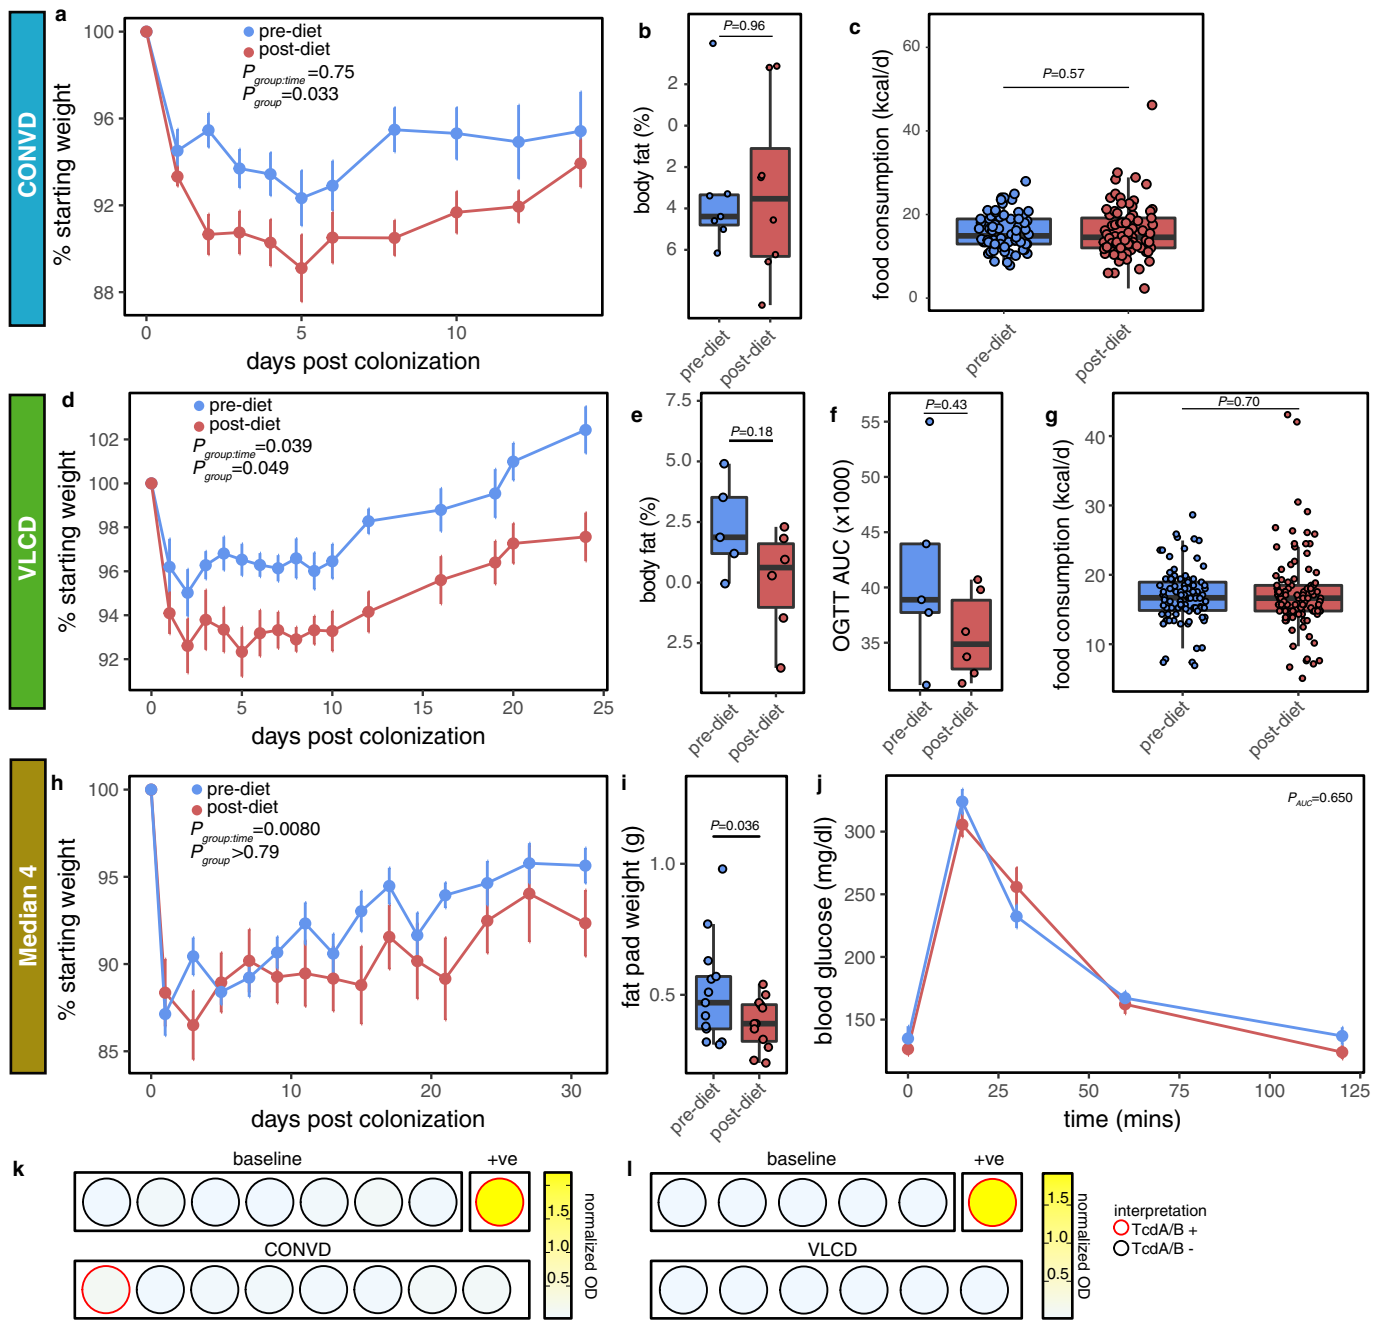 CONVD
a
100
96
92
88
% starting weight
pre-diet
post-diet
P group:time =0.75
P group =0.033
0
5
10
days post colonization
b
P=0.96
2
0
2
4
6
body fat (%)
pre-diet
post-diet
c
60
40
20
0
food consumption (kcal/d)
P=0.57
pre-diet
post-diet
VLCD
d
102
100
98
96
94
92
% starting weight
pre-diet
post-diet
P group:time =0.039
P group =0.049
0
5
10
15
20
25
days post colonization
e
7.5
5.0
2.5
0.0
2.5
body fat (%)
P=0.18
pre-diet
post-diet
f
55
50
45
40
35
OGTT AUC (x1000)
P=0.43
pre-diet
post-diet
g
40
30
20
10
food consumption (kcal/d)
P=0.70
pre-diet
post-diet
Median 4
h
100
95
90
85
% starting weight
pre-diet
post-diet
P group:time =0.0080
P group >0.79
0
10
20
30
days post colonization
i
1.0
0.5
fat pad weight (g)
P=0.036
pre-diet
post-diet
j
300
250
200
150
blood glucose (mg/dl)
P AUC =0.650
0
25
50
75
100
125
time (mins)
k
baseline
+ve
CONVD
1.5
1.0
0.5
normalized OD
l
baseline
+ve
VLCD
1.5
1.0
0.5
normalized OD
interpretation
TcdA/B +
TcdA/B -